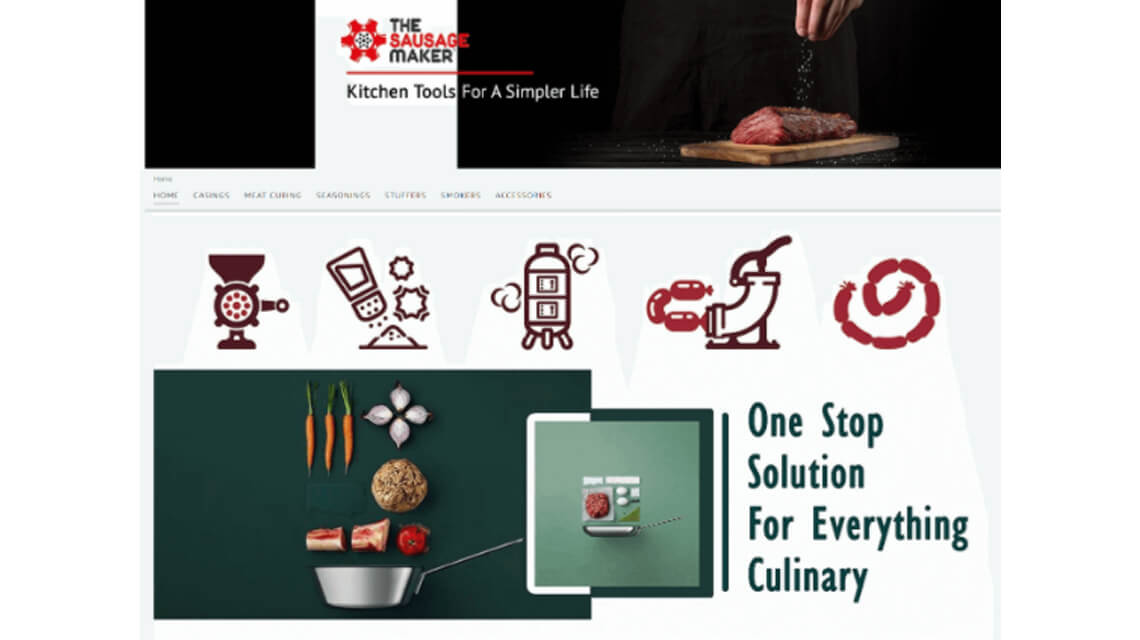 THE
SAUSAGE
MAKER
Kitchen Tools For A Simpler Life
Home
HOME CASINGS MEAT CURING SEASONINGS STUFFERS SMOKERS ACCESSORIES
One Stop
Solution
For Everything
Culinary